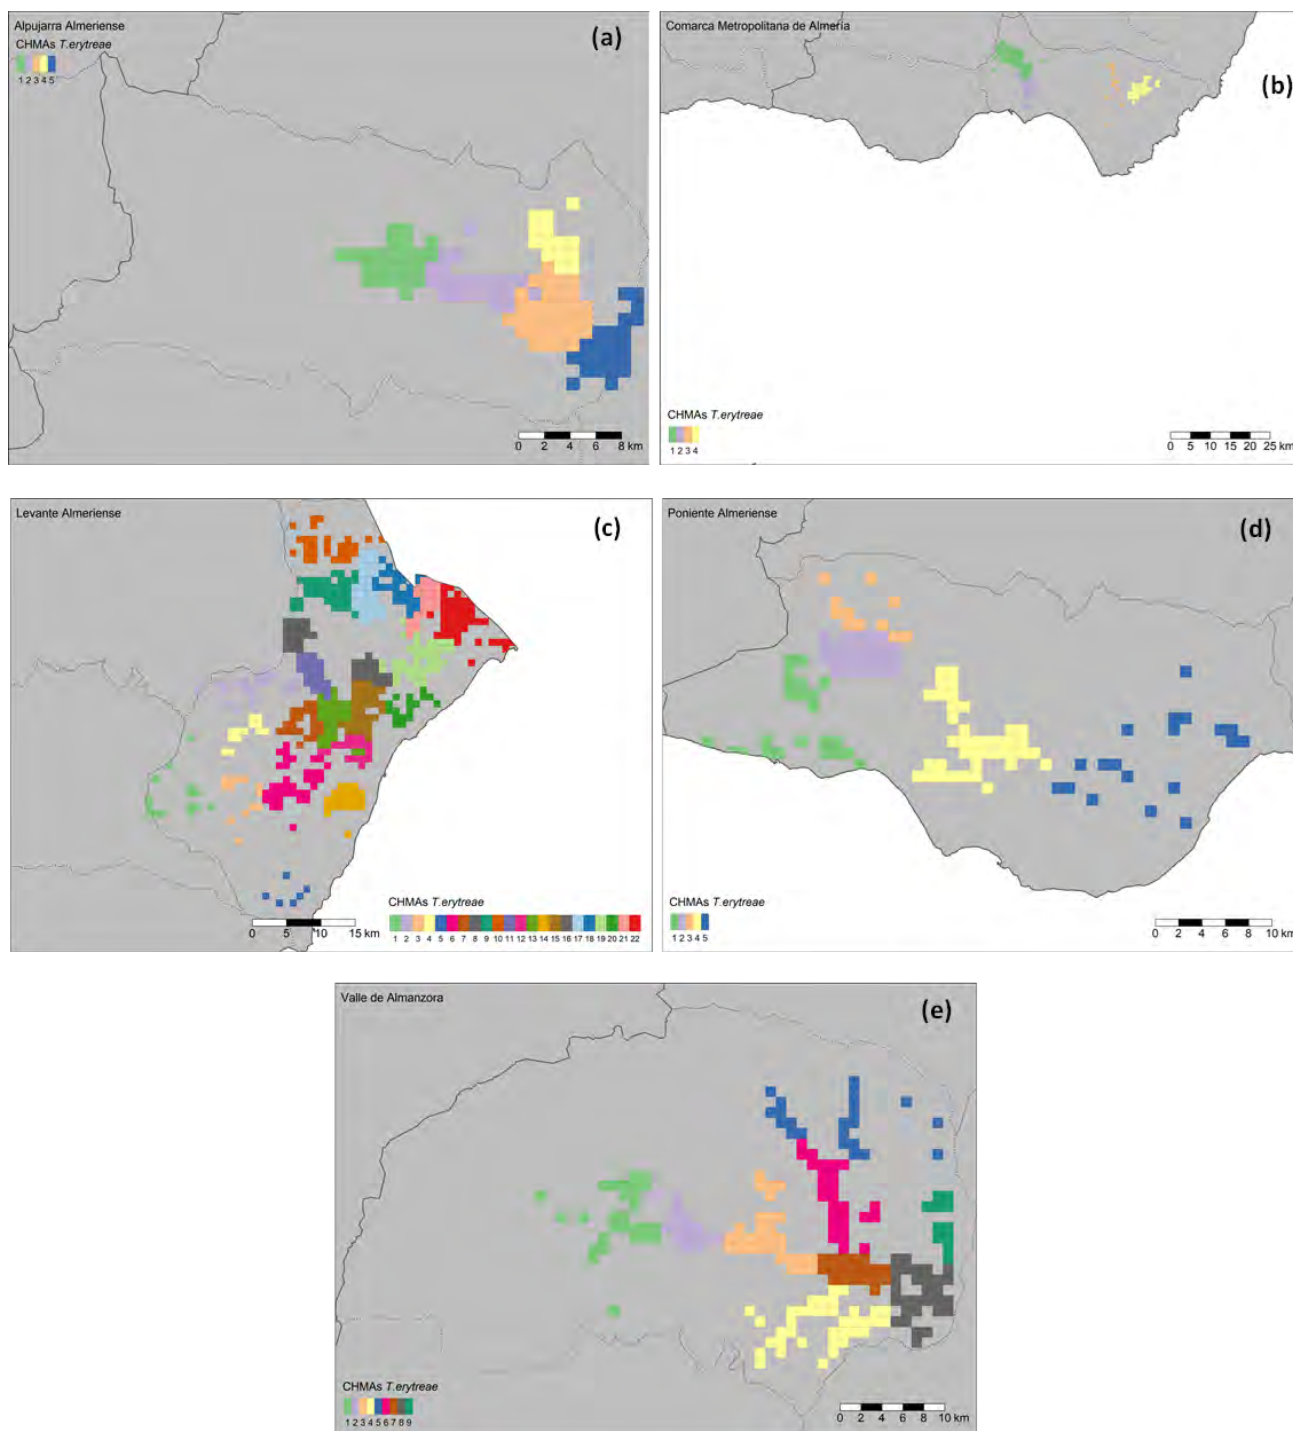 Alpujarra Almeriense
(a)
CHMAs T.erytreae
1 2 3 4 5
0 2 4 6 8 km
Comarca Metropolitana de Almería
(b)
CHMAs T.erytreae
1 2 3 4
0 5 10 15 20 25 km
Levante Almeriense
(c)
CHMAs T.erytreae
0 5 10 15 km
1 2 3 4 5 6 7 8 9 10 11 12 13 14 15 16 17 18 19 20 21 22
Poniente Almeriense
(d)
CHMAs T.erytreae
1 2 3 4 5
0 2 4 6 8 10 km
Valle de Almanzora
(e)
CHMAs T.erytreae
1 2 3 4 5 6 7 8 9
0 2 4 6 8 10 km